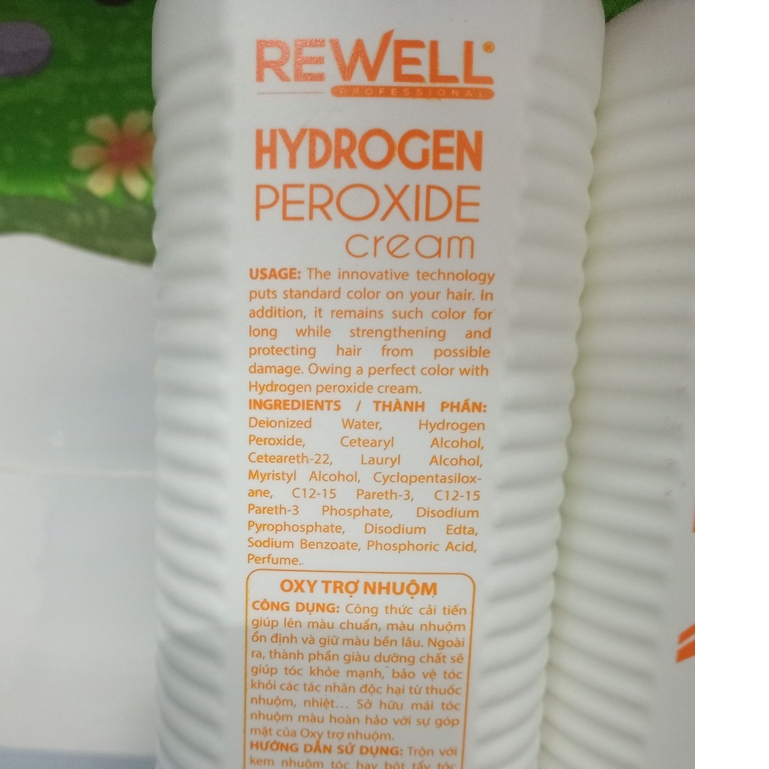 REWELL®
PROFESSIONAL
HYDROGEN
PEROXIDE
cream
USAGE: The innovative technology
puts standard color on your hair. In
addition, it remains such color for
long while strengthening and
protecting hair from possible
damage. Owing a perfect color with
Hydrogen peroxide cream.
INGREDIENTS / THÀNH PHẦN:
Deionized Water, Hydrogen
Peroxide, Cetearyl Alcohol,
Ceteareth-22, Lauryl Alcohol,
Myristyl Alcohol, Cyclopentasilox-
ane, C12-15 Pareth-3, C12-15
Pareth-3 Phosphate, Disodium
Pyrophosphate, Disodium Edta,
Sodium Benzoate, Phosphoric Acid,
Perfume.
OXY TRỢ NHUỘM
CÔNG DỤNG: Công thức cải tiến
giúp lên màu chuẩn, màu nhuộm
ổn định và giữ màu bền lâu. Ngoài
ra, thành phần giàu dưỡng chất sẽ
giúp tóc khỏe mạnh, bảo vệ tóc
khỏi các tác nhân độc hại từ thuốc
nhuộm, nhiệt... Sở hữu mái tóc
nhuộm màu hoàn hảo với sự góp
mặt của Oxy trợ nhuộm.
HƯỚNG DẪN SỬ DỤNG: Trộn với
kem nhuộm tóc hay bột tẩy tóc